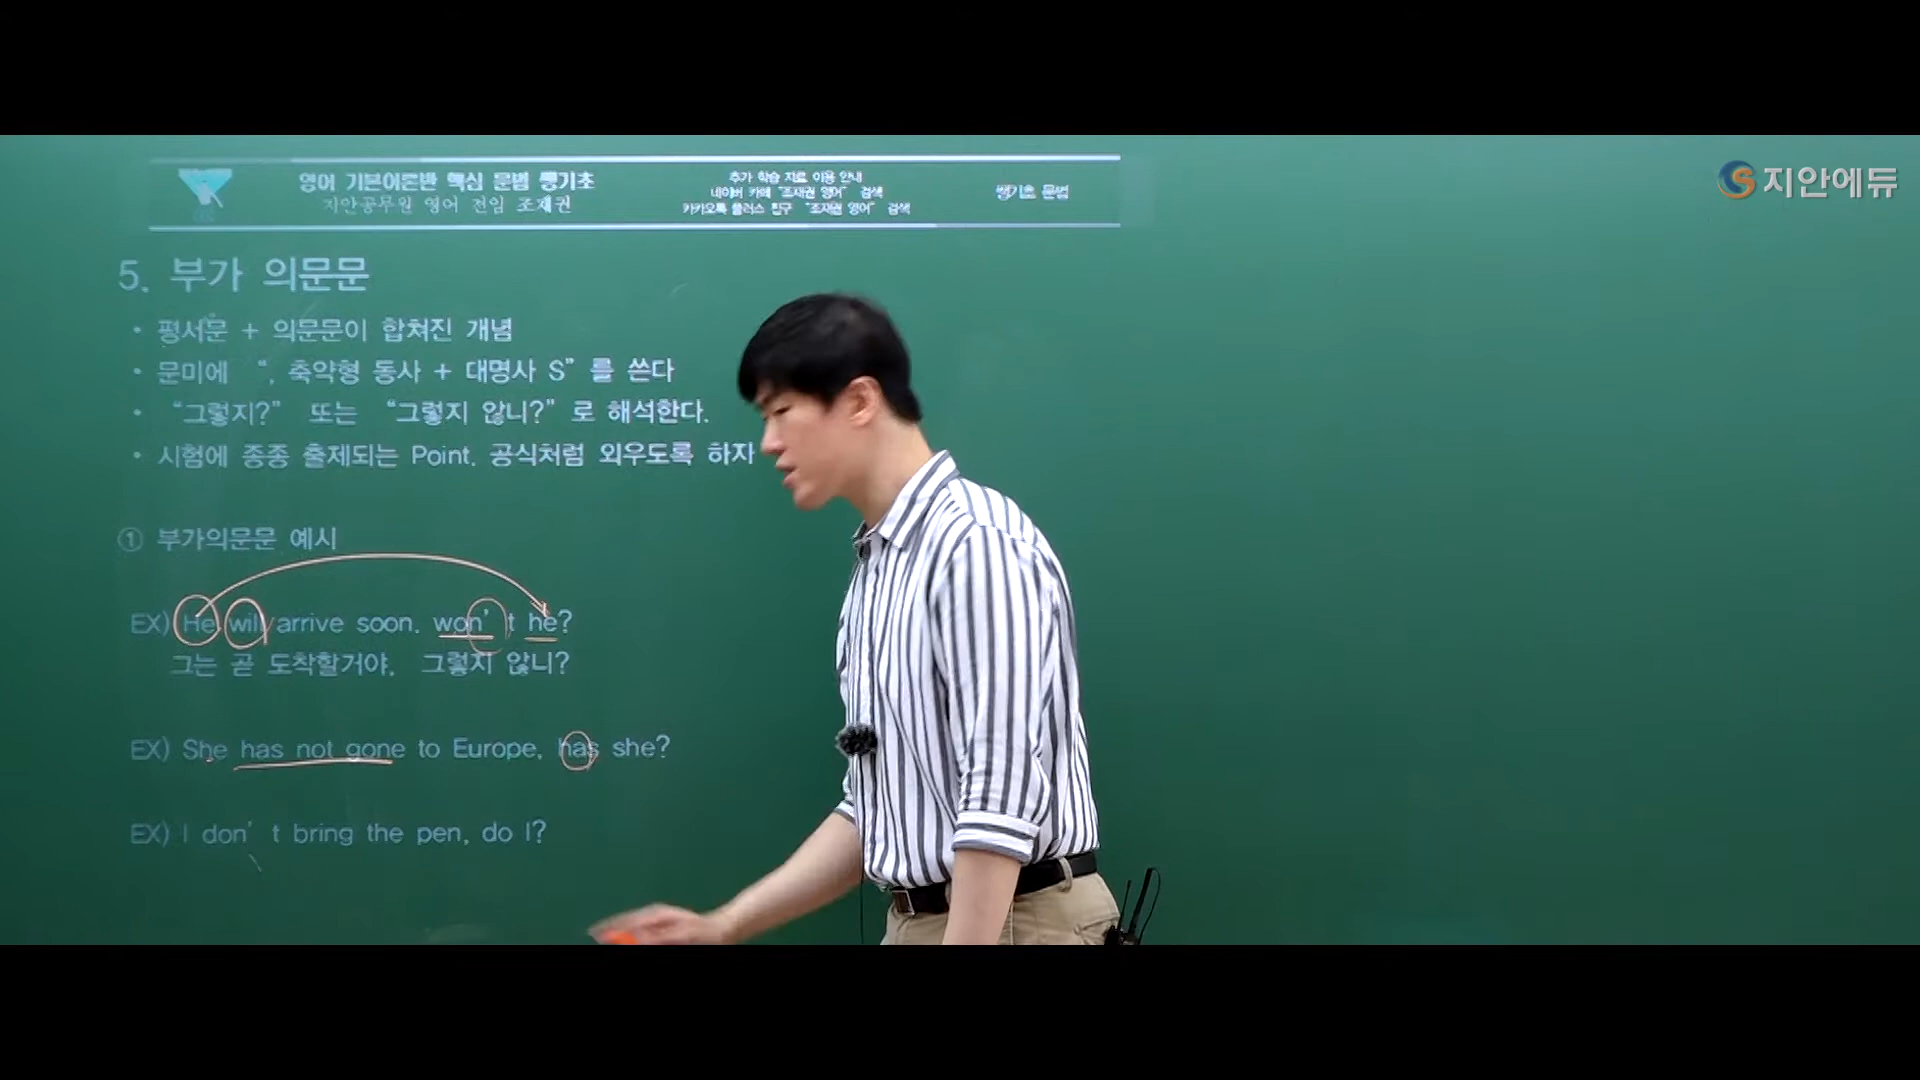 영어 기본이론반 핵심 문법 쌩기초
지안공무원 영어 전임 조재권
추가 학습 자료 이용 안내
네이버 카페 "조재권 영어" 검색
카카오톡 플러스 친구 "조재권 영어" 검색
쌩기초 문법
지안에듀
5. 부가 의문문
• 평서문 + 의문문이 합쳐진 개념
• 문미에 ", 축약형 동사 + 대명사 S" 를 쓴다
• "그렇지?" 또는 "그렇지 않니?" 로 해석한다.
• 시험에 종종 출제되는 Point. 공식처럼 외우도록 하자
① 부가의문문 예시
EX) He will arrive soon, won't he?
그는 곧 도착할거야, 그렇지 않니?
EX) She has not gone to Europe, has she?
EX) I don't bring the pen, do I?